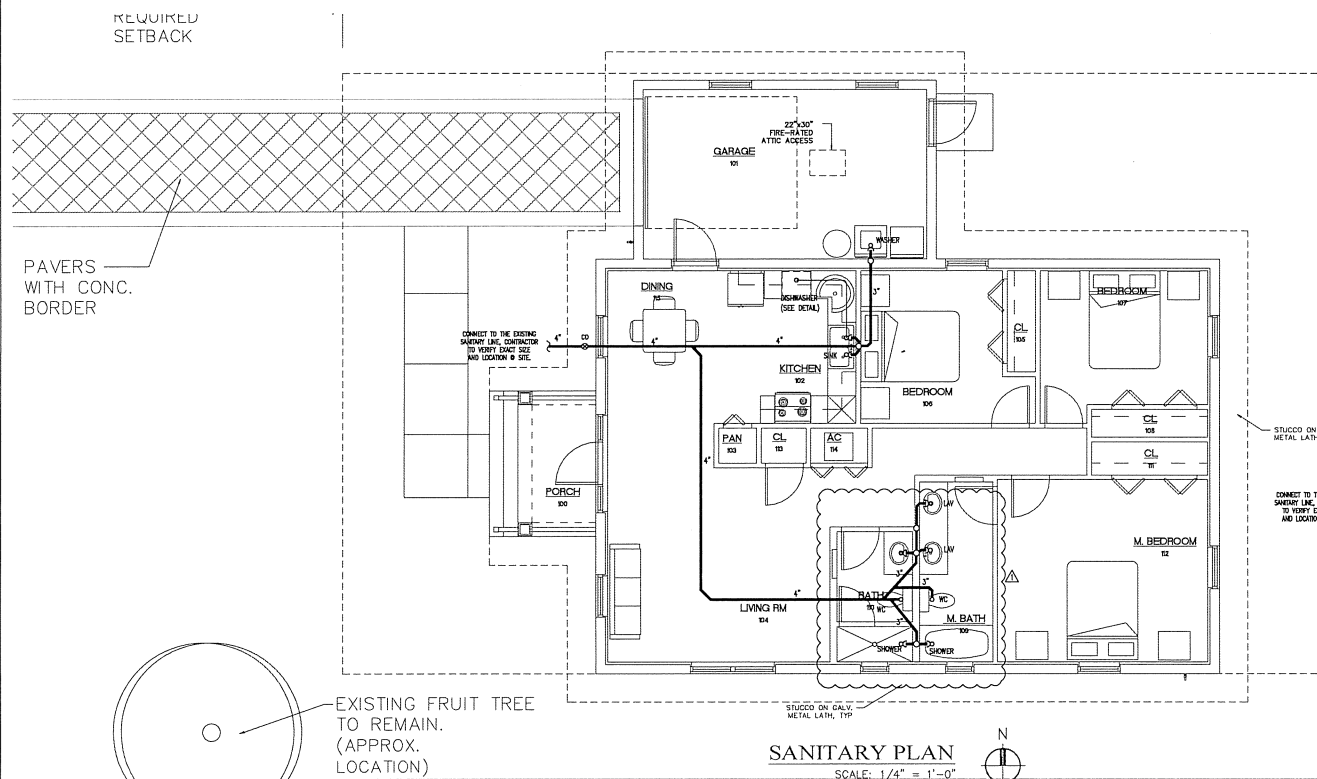 REQUIRED
SETBACK
22"x30"
FIRE-RATED
ATTIC ACCESS
GARAGE
101
WASHER
PAVERS
WITH CONC.
BORDER
DINING
DISHWASHER
(SEE DETAIL)
3"
BEDROOM
107
CL
105
CONNECT TO THE EXISTING
SANITARY LINE, CONTRACTOR
TO VERIFY EXACT SIZE
AND LOCATION @ SITE.
4"
CO
4"
4"
SINK
KITCHEN
102
BEDROOM
106
CL
108
STUCCO ON
METAL LATH
PAN
103
CL
113
AC
114
4"
CL
111
PORCH
100
CONNECT TO T
SANITARY LINE,
TO VERIFY E
AND LOCATIO
LAV
LAV
M. BEDROOM
112
3"
3"
1
4"
LIVING RM
104
BATH
110
WC
WC
M. BATH
109
3"
SHOWER
SHOWER
STUCCO ON GALV.
METAL LATH, TYP
EXISTING FRUIT TREE
TO REMAIN.
(APPROX.
LOCATION)
SANITARY PLAN
SCALE: 1/4" = 1'-0"
N